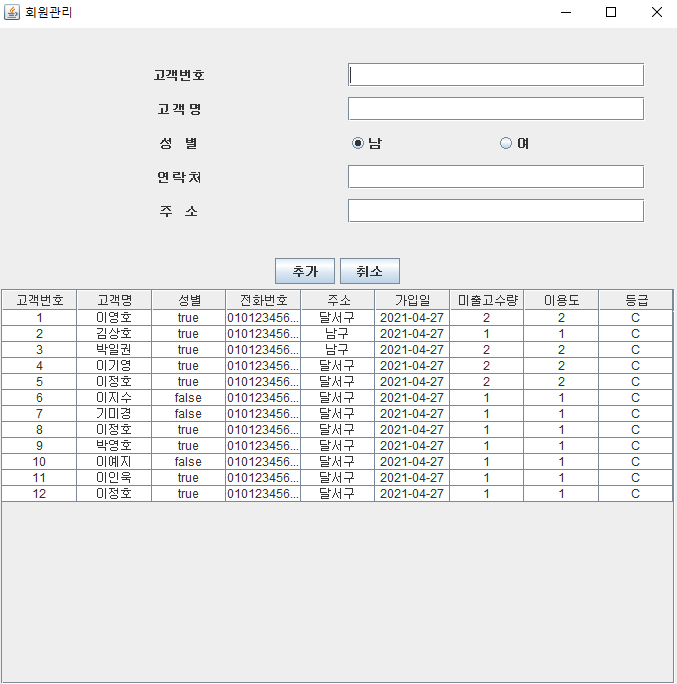 회원관리
고객번호
고 객 명
성 별 남 여
연 락 처
주 소
추가 취소
고객번호 고객명 성별 전화번호 주소 가입일 미출고수량 이용도 등급
1 이영호 true 010123456... 달서구 2021-04-27 2 2 C
2 김상호 true 010123456... 남구 2021-04-27 1 1 C
3 박일권 true 010123456... 남구 2021-04-27 2 2 C
4 이기영 true 010123456... 달서구 2021-04-27 2 2 C
5 이정호 true 010123456... 달서구 2021-04-27 2 2 C
6 이지수 false 010123456... 달서구 2021-04-27 1 1 C
7 기미경 false 010123456... 달서구 2021-04-27 1 1 C
8 이정호 true 010123456... 달서구 2021-04-27 1 1 C
9 박영호 true 010123456... 달서구 2021-04-27 1 1 C
10 이예지 false 010123456... 달서구 2021-04-27 1 1 C
11 이인욱 true 010123456... 달서구 2021-04-27 1 1 C
12 이정호 true 010123456... 달서구 2021-04-27 1 1 C